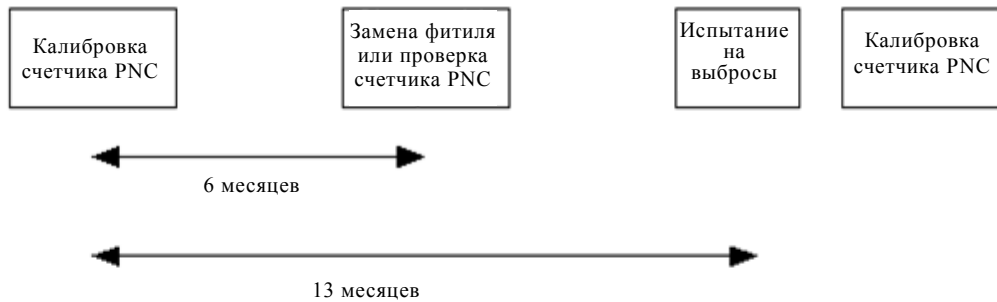 Калибровка
счетчика PNC
Замена фитиля
или проверка
счетчика PNC
Испытание
на
выбросы
Калибровка
счетчика PNC
6 месяцев
13 месяцев